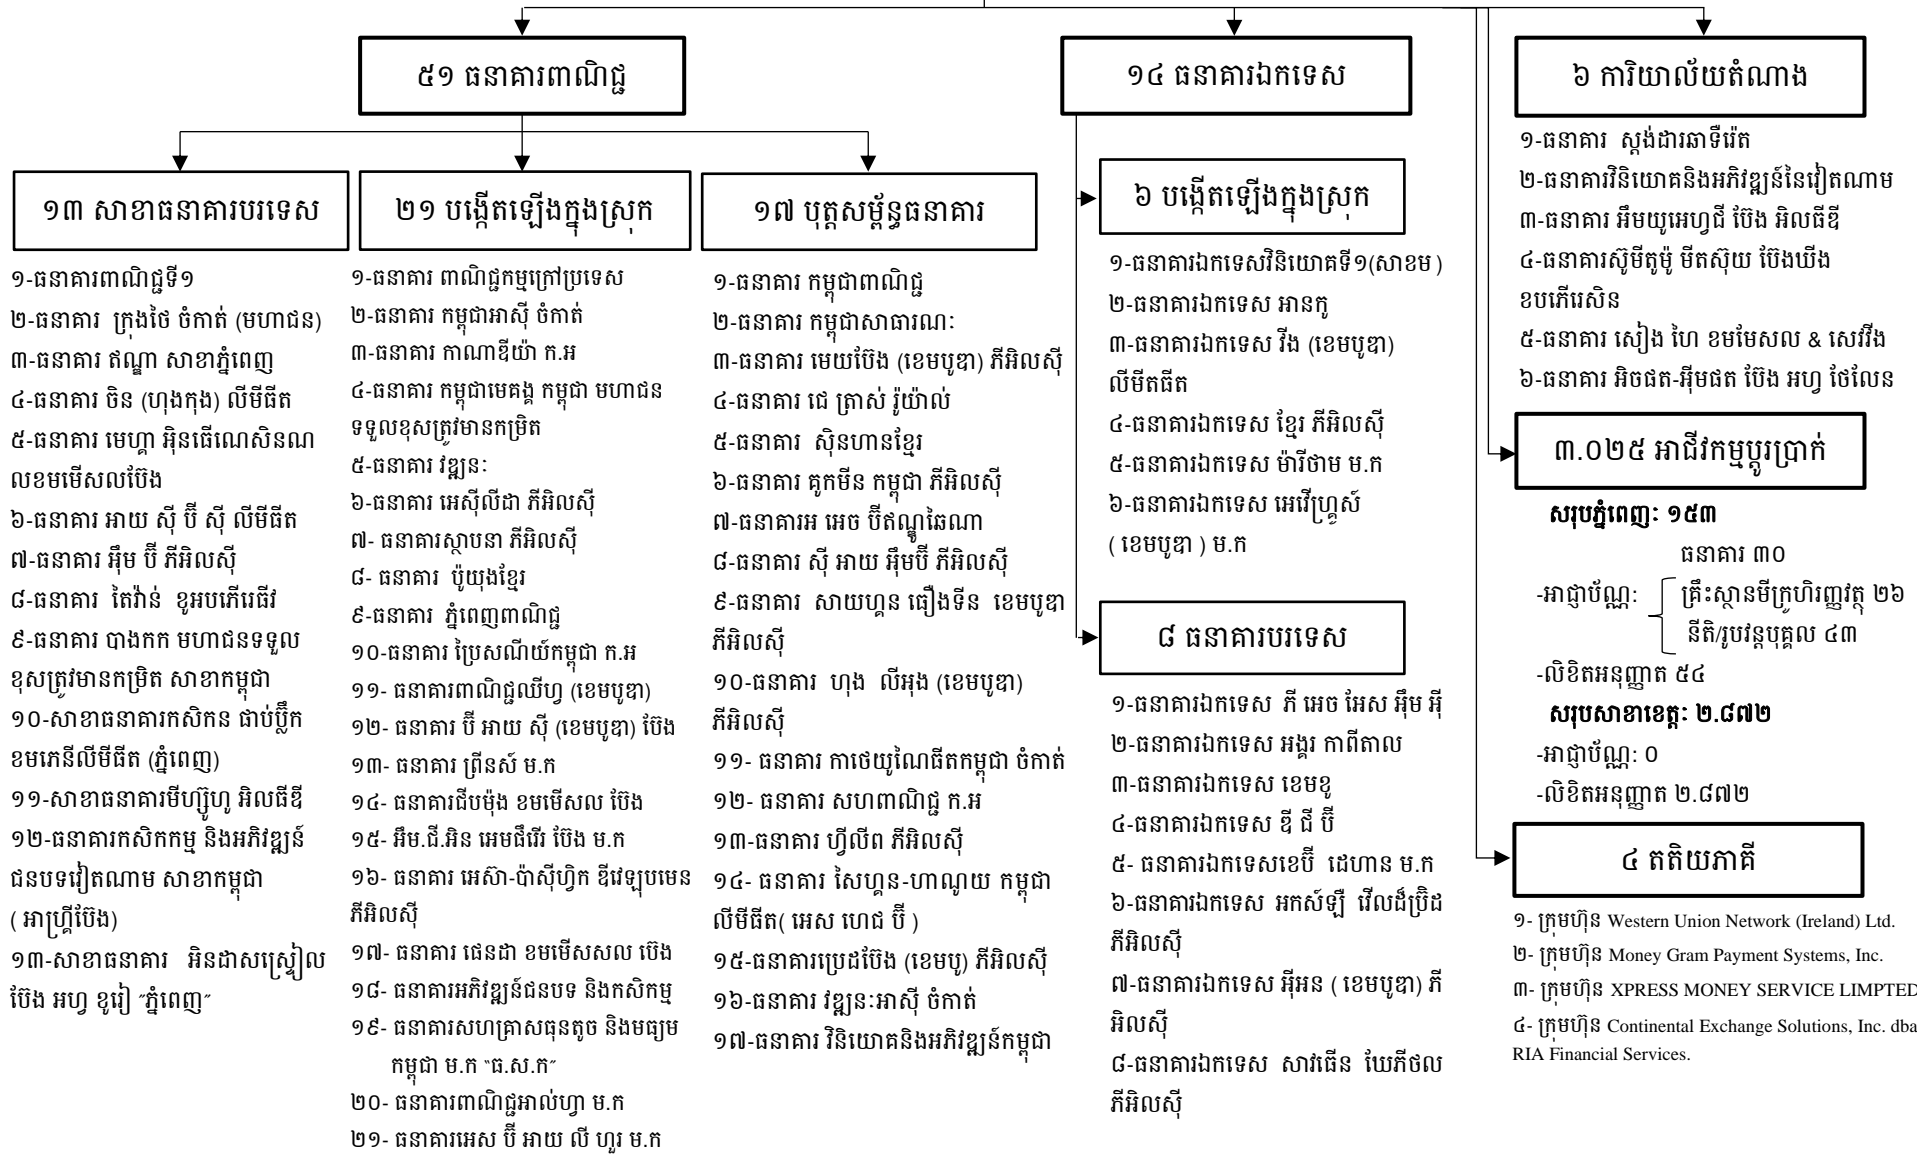 ៥១ ធនាគារពាណិជ្ជ
១៣ សាខាធនាគារបរទេស
១-ធនាគារពាណិជ្ជទី១
២-ធនាគារ ក្រុងថៃ ចំកាត់ (មហាជន)
៣-ធនាគារ ឥណ្ឌា សាខាភ្នំពេញ
៤-ធនាគារ ចិន (ហុងកុង) លីមីធីត
៥-ធនាគារ មេហ្គា អ៊ិនធើណេសិនណ
លខមមើសលប៊ែង
៦-ធនាគារ អាយ ស៊ី ប៊ី ស៊ី លីមីធីត
៧-ធនាគារ អ៊ឹម ប៊ី ភីអិលស៊ី
៨-ធនាគារ តៃវ៉ាន់ ខូអបភើរេធីវ
៩-ធនាគារ បាងកក មហាជនទទួល
ខុសត្រូវមានកម្រិត សាខាកម្ពុជា
១០-សាខាធនាគារកសិកន ផាប់ប្លឹក
ខមភេនីលីមីធីត (ភ្នំពេញ)
១១-សាខាធនាគារមីហ្ស៊ូហូ អិលធីឌី
១២-ធនាគារកសិកកម្ម និងអភិវឌ្ឍន៍
ជនបទវៀតណាម សាខាកម្ពុជា
( អាហ្គ្រីប៊ែង)
១៣-សាខាធនាគារ អិនដាសស្ទ្រៀល
ប៊ែង អហ្វ ខូរៀ "ភ្នំពេញ"
២១ បង្កើតឡើងក្នុងស្រុក
១-ធនាគារ ពាណិជ្ជកម្មក្រៅប្រទេស
២-ធនាគារ កម្ពុជាអាស៊ី ចំកាត់
៣-ធនាគារ កាណាឌីយ៉ា ក.អ
៤-ធនាគារ កម្ពុជាមេគង្គ កម្ពុជា មហាជន
ទទួលខុសត្រូវមានកម្រិត
៥-ធនាគារ វឌ្ឍនៈ
៦-ធនាគារ អេស៊ីលីដា ភីអិលស៊ី
៧- ធនាគារស្ថាបនា ភីអិលស៊ី
៨- ធនាគារ ប៉ូយុងខ្មែរ
៩-ធនាគារ ភ្នំពេញពាណិជ្ជ
១០-ធនាគារ ប្រៃសណីយ៍កម្ពុជា ក.អ
១១- ធនាគារពាណិជ្ជឈីហ្វ (ខេមបូឌា)
១២- ធនាគារ ប៊ី អាយ ស៊ី (ខេមបូឌា) ប៊ែង
១៣- ធនាគារ ព្រីនស៍ ម.ក
១៤- ធនាគារជីបម៉ុង ខមមើសល ប៊ែង
១៥- អឹម.ជី.អិន អេមផឺរើរ ប៊ែង ម.ក
១៦- ធនាគារ អេស៊ា-ប៉ាស៊ីហ្វិក ឌីវេឡុបមេន
ភីអិលស៊ី
១៧- ធនាគារ ផេនដា ខមមើសសល ប៊េង
១៨- ធនាគារអភិវឌ្ឍន៍ជនបទ និងកសិកម្ម
១៩- ធនាគារសហគ្រាសធុនតូច និងមធ្យម
កម្ពុជា ម.ក "ធ.ស.ក"
២០- ធនាគារពាណិជ្ជអាល់ហ្វា ម.ក
២១- ធនាគារអេស ប៊ី អាយ លី ហួរ ម.ក
១៧ បុត្តសម្ព័ន្ធធនាគារ
១-ធនាគារ កម្ពុជាពាណិជ្ជ
២-ធនាគារ កម្ពុជាសាធារណៈ
៣-ធនាគារ មេយប៊ែង (ខេមបូឌា) ភីអិលស៊ី
៤-ធនាគារ ជេ ត្រាស់ រ៉ូយ៉ាល់
៥-ធនាគារ ស៊ិនហានខ្មែរ
៦-ធនាគារ គូកមីន កម្ពុជា ភីអិលស៊ី
៧-ធនាគារអ អេច ប៊ីឥណ្ឌូឆៃណា
៨-ធនាគារ ស៊ី អាយ អ៊ឹមប៊ី ភីអិលស៊ី
៩-ធនាគារ សាយហ្គន ធឿងទីន ខេមបូឌា
ភីអិលស៊ី
១០-ធនាគារ ហុង លីអុង (ខេមបូឌា)
ភីអិលស៊ី
១១- ធនាគារ កាថេយូណៃធីតកម្ពុជា ចំកាត់
១២- ធនាគារ សហពាណិជ្ជ ក.អ
១៣-ធនាគារ ហ្វីលីព ភីអិលស៊ី
១៤- ធនាគារ សៃហ្គន-ហាណូយ កម្ពុជា
លីមីធីត( អេស ហេជ ប៊ី )
១៥-ធនាគារប្រេដប៊ែង (ខេមបូ) ភីអិលស៊ី
១៦-ធនាគារ វឌ្ឍនៈអាស៊ី ចំកាត់
១៧-ធនាគារ វិនិយោគនិងអភិវឌ្ឍន៍កម្ពុជា
១៤ ធនាគារឯកទេស
៦ បង្កើតឡើងក្នុងស្រុក
១-ធនាគារឯកទេសវិនិយោគទី១(សាខម )
២-ធនាគារឯកទេស អានកូ
៣-ធនាគារឯកទេស វីង (ខេមបូឌា)
លីមីតធីត
៤-ធនាគារឯកទេស ខ្មែរ ភីអិលស៊ី
៥-ធនាគារឯកទេស ម៉ារីថាម ម.ក
៦-ធនាគារឯកទេស អេវើហ្គ្រូស៍
( ខេមបូឌា ) ម.ក
៨ ធនាគារបរទេស
១-ធនាគារឯកទេស ភី អេច អែស អ៊ឹម អ៊ី
២-ធនាគារឯកទេស អង្គរ កាពីតាល
៣-ធនាគារឯកទេស ខេមខូ
៤-ធនាគារឯកទេស ឌី ជី ប៊ី
៥- ធនាគារឯកទេសខេប៊ី ដេហាន ម.ក
៦-ធនាគារឯកទេស អកស៍ឡឺ វើលដ៍ប្រ៊ិដ
ភីអិលស៊ី
៧-ធនាគារឯកទេស អ៊ីអន ( ខេមបូឌា) ភី
អិលស៊ី
៨-ធនាគារឯកទេស សាវធើន ឃែភីថល
ភីអិលស៊ី
៦ ការិយាល័យតំណាង
១-ធនាគារ ស្តង់ដារឆាទឺរ៉េត
២-ធនាគារវិនិយោគនិងអភិវឌ្ឍន៍នៃវៀតណាម
៣-ធនាគារ អឹមយូអេហ្វជី ប៊ែង អិលធីឌី
៤-ធនាគារស៊ូមីតូម៉ូ មីតស៊ុយ ប៊ែងឃីង
ខបភើរេសិន
៥-ធនាគារ សៀង ហៃ ខមមែសល & សេវវីង
៦-ធនាគារ អិចផត-អ៊ីមផត ប៊ែង អហ្វ ថែលែន
៣.០២៥ អាជីវកម្មប្តូរប្រាក់
សរុបភ្នំពេញ: ១៥៣
ធនាគារ ៣០
-អាជ្ញាប័ណ្ណ: គ្រឹះស្ថានមីក្រូហិរញ្ញវត្ថុ ២៦
នីតិ/រូបវន្តបុគ្គល ៤៣
-លិខិតអនុញ្ញាត ៥៤
សរុបសាខាខេត្ត: ២.៨៧២
-អាជ្ញាប័ណ្ណ: ០
-លិខិតអនុញ្ញាត ២.៨៧២
៤ តតិយភាគី
១- ក្រុមហ៊ុន Western Union Network (Ireland) Ltd.
២- ក្រុមហ៊ុន Money Gram Payment Systems, Inc.
៣- ក្រុមហ៊ុន XPRESS MONEY SERVICE LIMPTED
៤- ក្រុមហ៊ុន Continental Exchange Solutions, Inc. dba
RIA Financial Services.